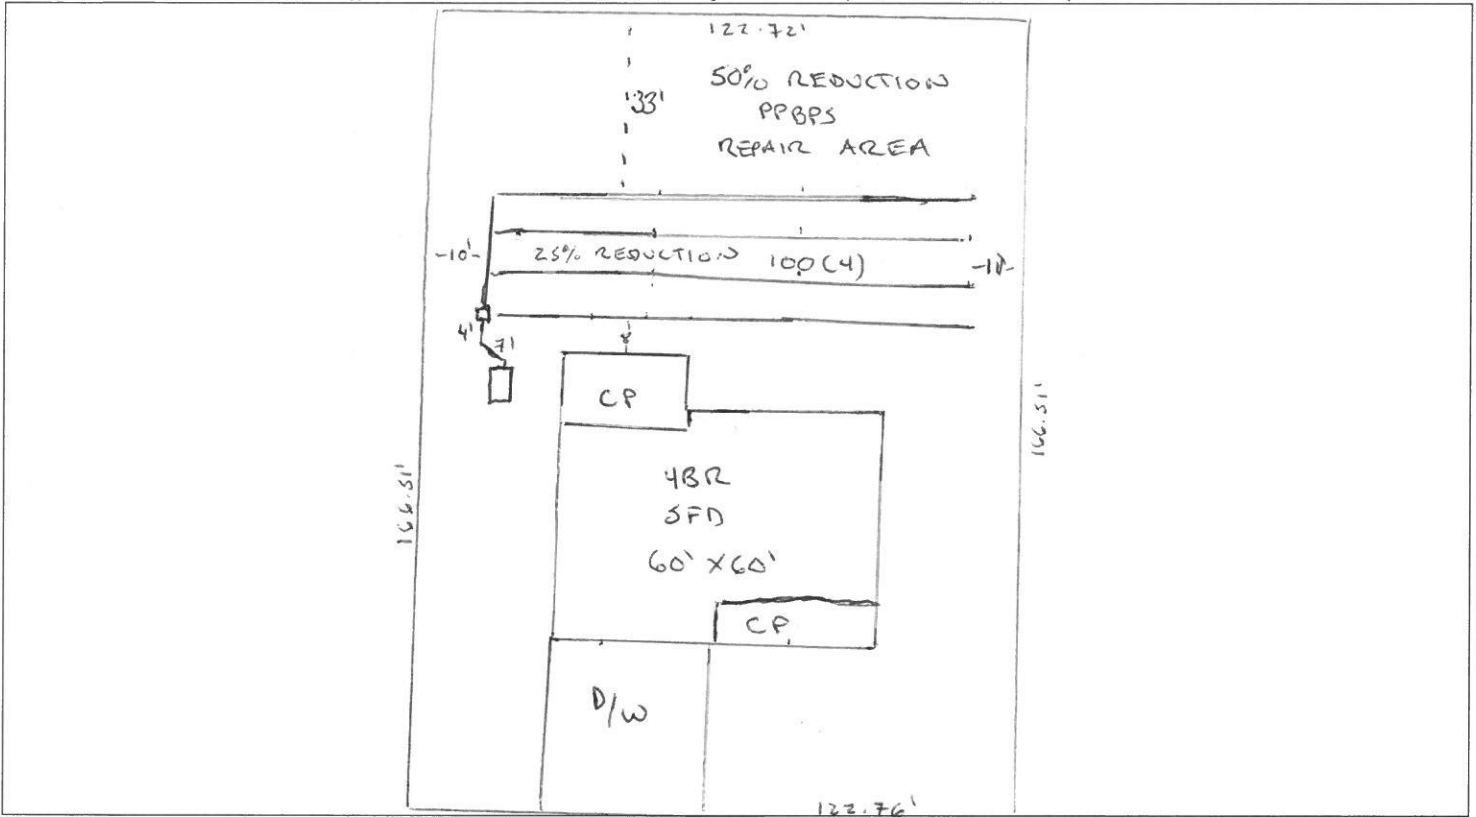 122.72'
50% REDUCTION
PPBPS
REPAIR AREA
33'
-10'-
25% REDUCTION 100(4)
-10-
4'
7'
8
CP
4BR
SFD
60' X 60'
CP
D/W
166.51'
166.51'
122.76'